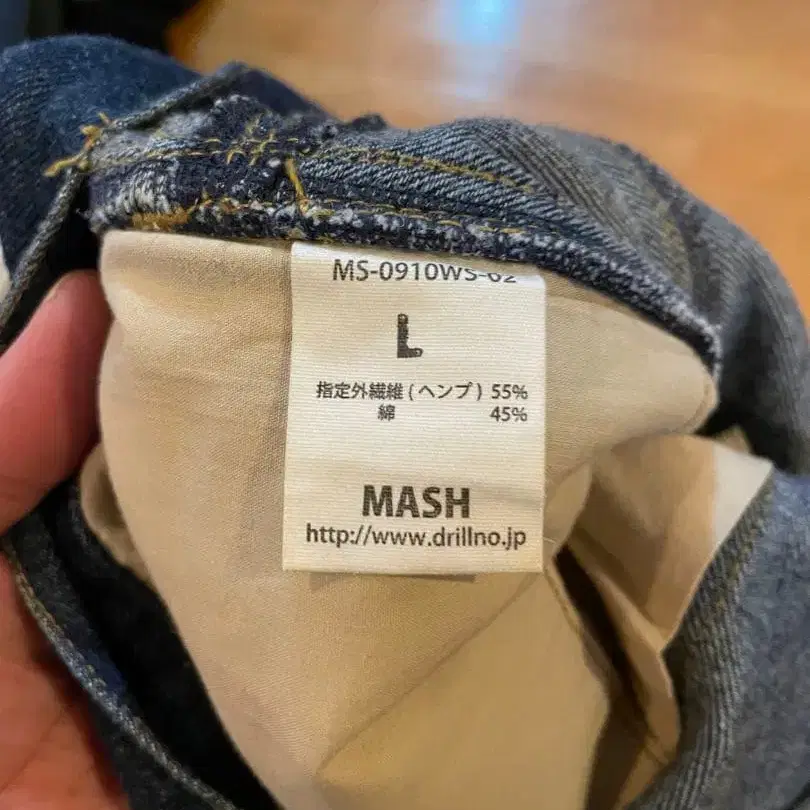 MS-0910WS-62
L
指定外繊維 (ヘンプ) 55%
綿 45%
MASH
http://www.drillno.jp